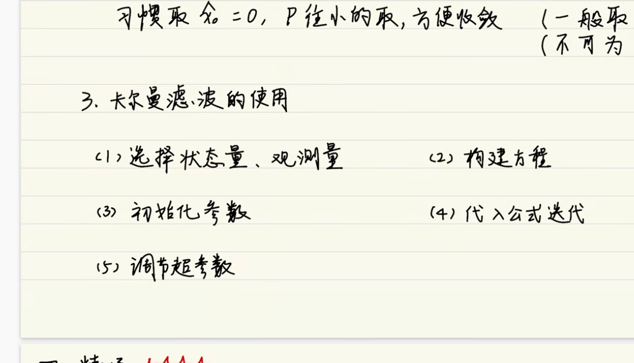 习惯取 x̂₀ = 0, P 往小的取, 方便收敛 (一般取
(不可为
3. 卡尔曼滤波的使用
(1) 选择状态量、观测量 (2) 构建方程
(3) 初始化参数 (4) 代入公式迭代
(5) 调节超参数